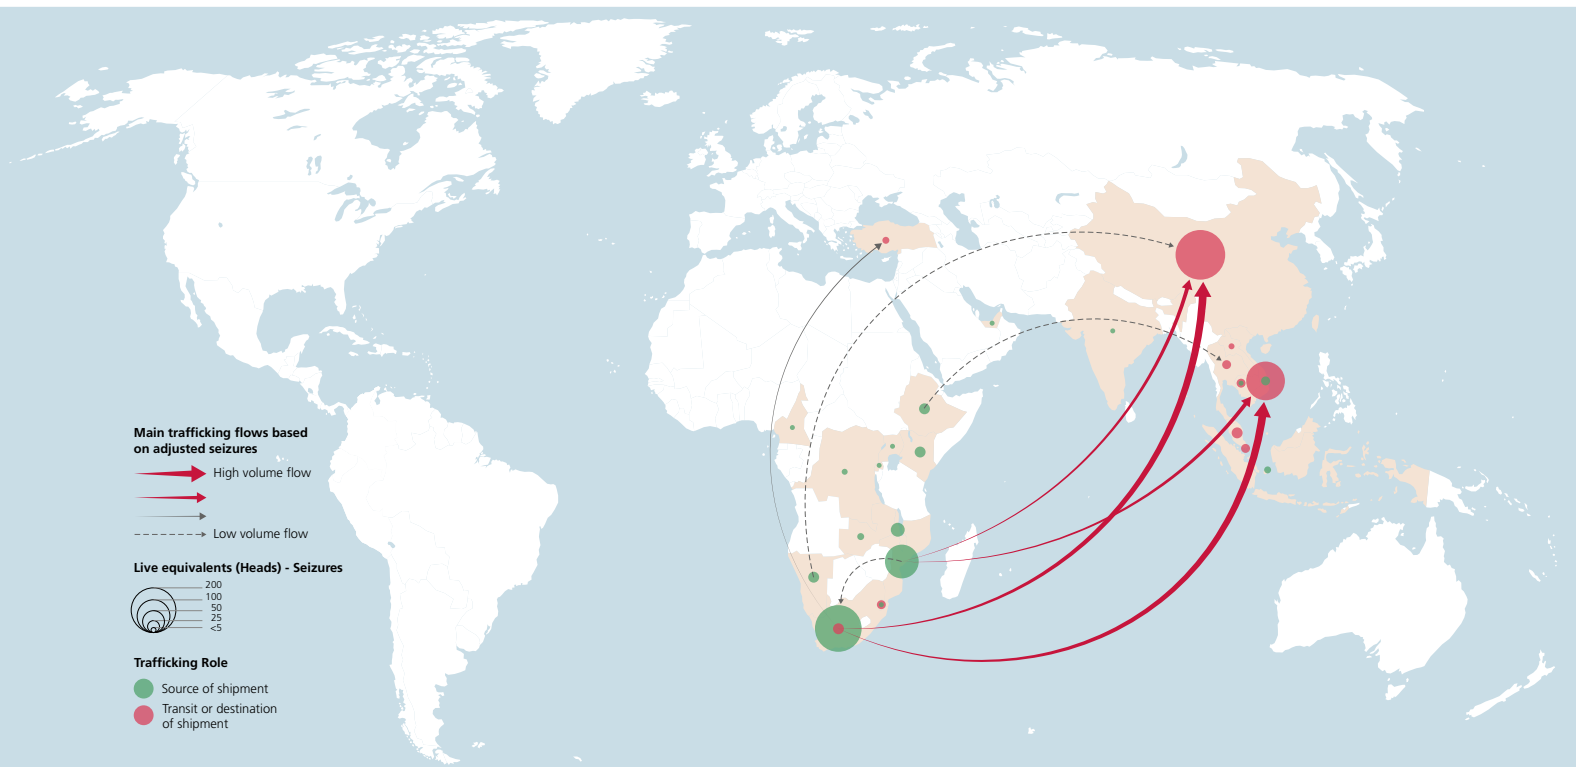 Main trafficking flows based
on adjusted seizures
High volume flow
Low volume flow
Live equivalents (Heads) - Seizures
200
100
50
25
<5
Trafficking Role
Source of shipment
Transit or destination
of shipment